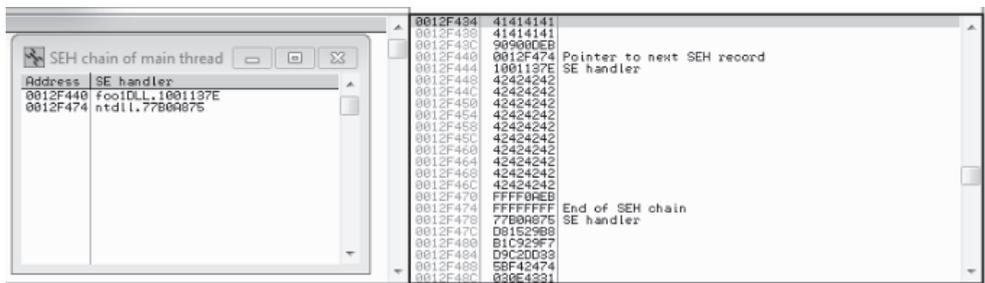 SEH chain of main thread
Address SE handler
0012F440 foo1DLL.1001137E
0012F474 ntdll.77B0A875
0012F434 41414141
0012F438 41414141
0012F43C 90900DEB
0012F440 0012F474 Pointer to next SEH record
0012F444 1001137E SE handler
0012F448 42424242
0012F44C 42424242
0012F450 42424242
0012F454 42424242
0012F458 42424242
0012F45C 42424242
0012F460 42424242
0012F464 42424242
0012F468 42424242
0012F46C 42424242
0012F470 FFFF0AEB
0012F474 FFFFFFFF End of SEH chain
0012F478 77B0A875 SE handler
0012F47C D81529B8
0012F480 B1C929F7
0012F484 D9C2DD33
0012F488 5BF42474
0012F48C 030E4331